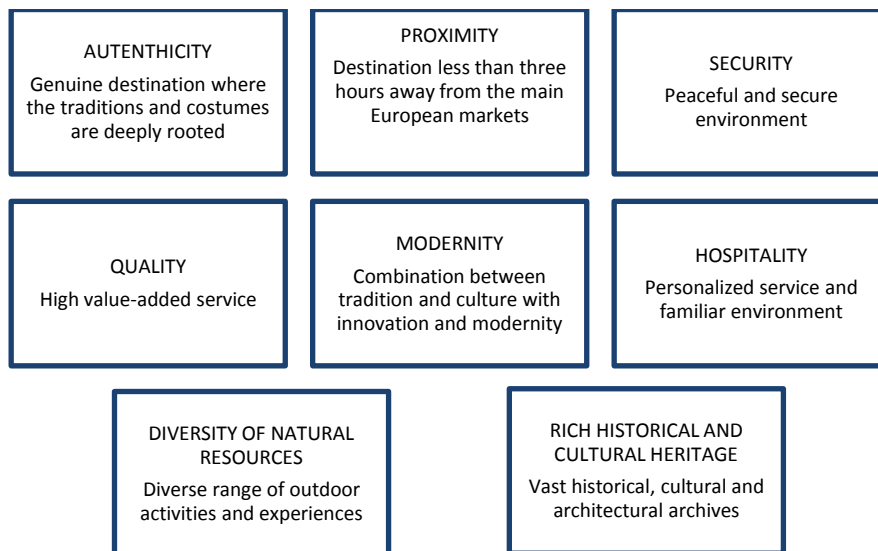 AUTENTHICITY
Genuine destination where
the traditions and costumes
are deeply rooted
PROXIMITY
Destination less than three
hours away from the main
European markets
SECURITY
Peaceful and secure
environment
QUALITY
High value-added service
MODERNITY
Combination between
tradition and culture with
innovation and modernity
HOSPITALITY
Personalized service and
familiar environment
DIVERSITY OF NATURAL
RESOURCES
Diverse range of outdoor
activities and experiences
RICH HISTORICAL AND
CULTURAL HERITAGE
Vast historical, cultural and
architectural archives